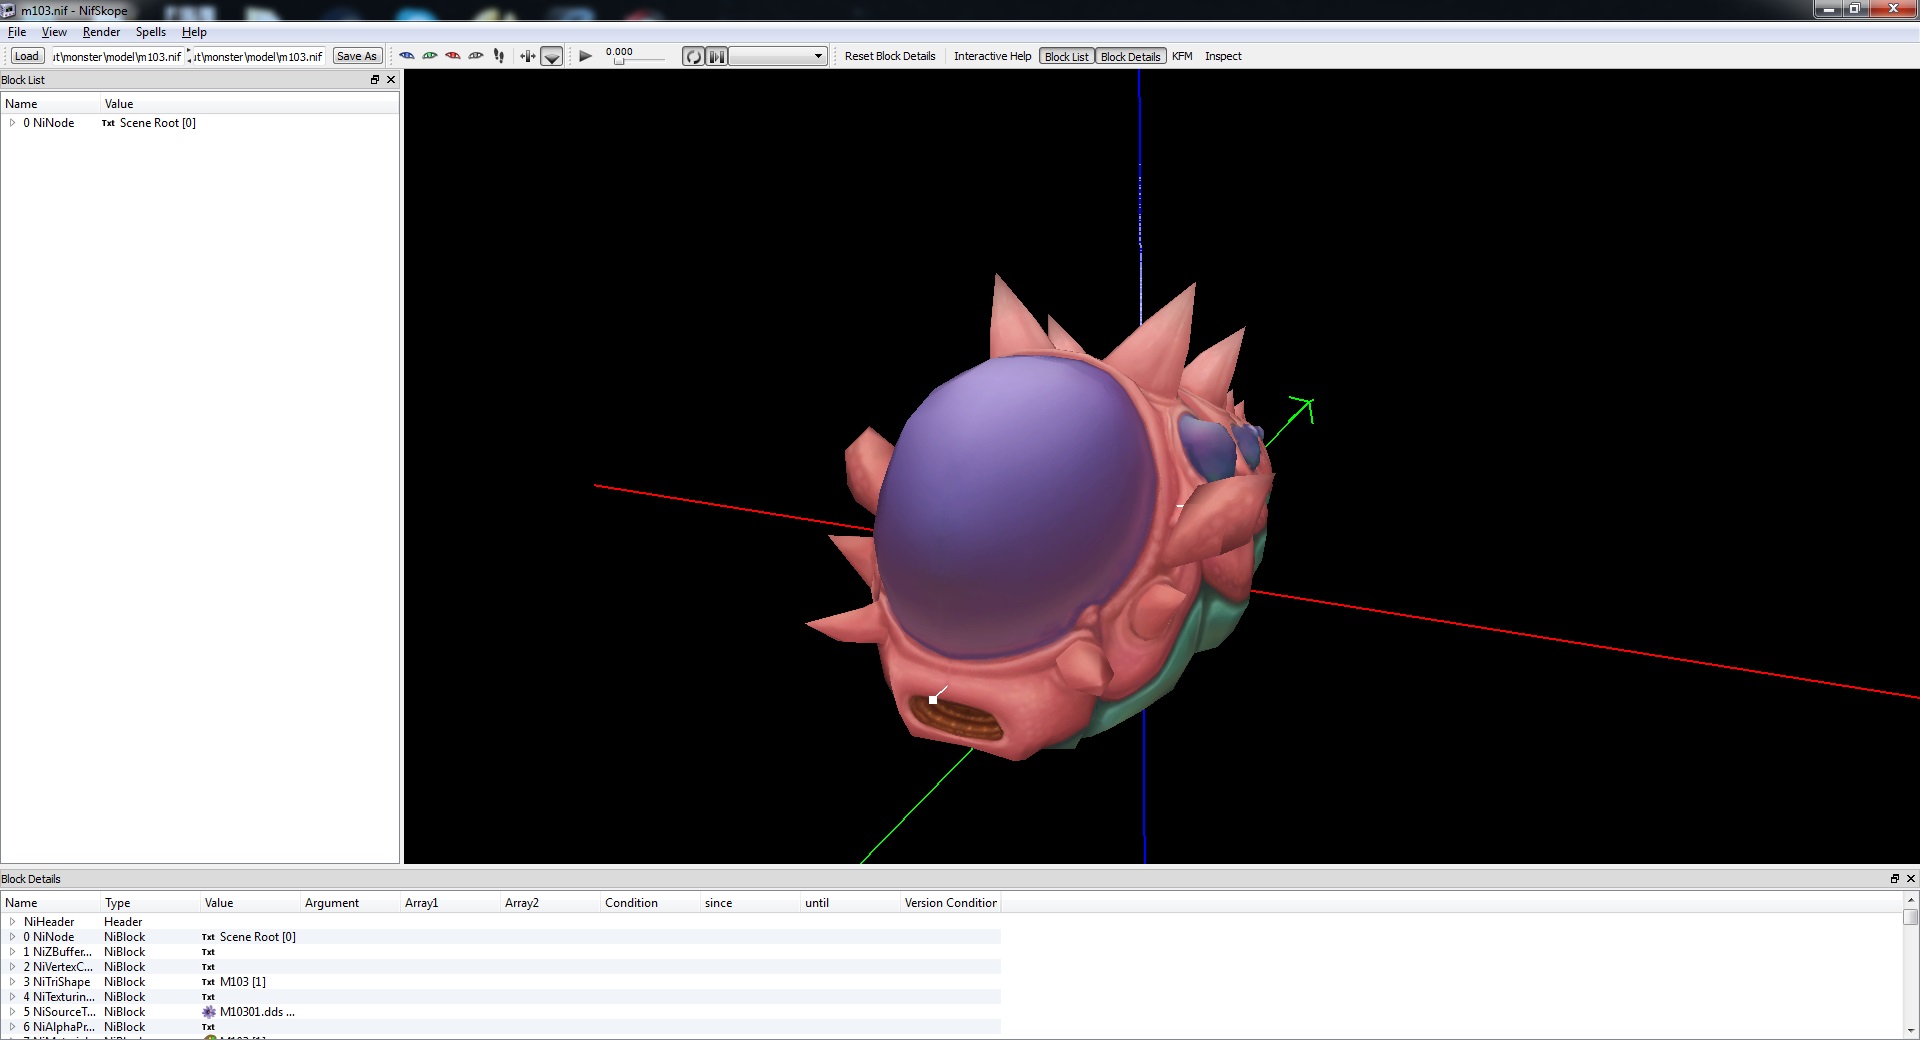 m103.nif - NifSkope
File View Render Spells Help
Load ut\monster\model\m103.nif ut\monster\model\m103.nif Save As 0.000 Reset Block Details Interactive Help Block List Block Details KFM Inspect
Block List
Name Value
0 NiNode Txt Scene Root [0]
Block Details
Name Type Value Argument Array1 Array2 Condition since until Version Condition
NiHeader Header
0 NiNode NiBlock Txt Scene Root [0]
1 NiZBuffer... NiBlock Txt
2 NiVertexC... NiBlock Txt
3 NiTriShape NiBlock Txt M103 [1]
4 NiTexturin... NiBlock Txt
5 NiSourceT... NiBlock M10301.dds ...
6 NiAlphaPr... NiBlock Txt